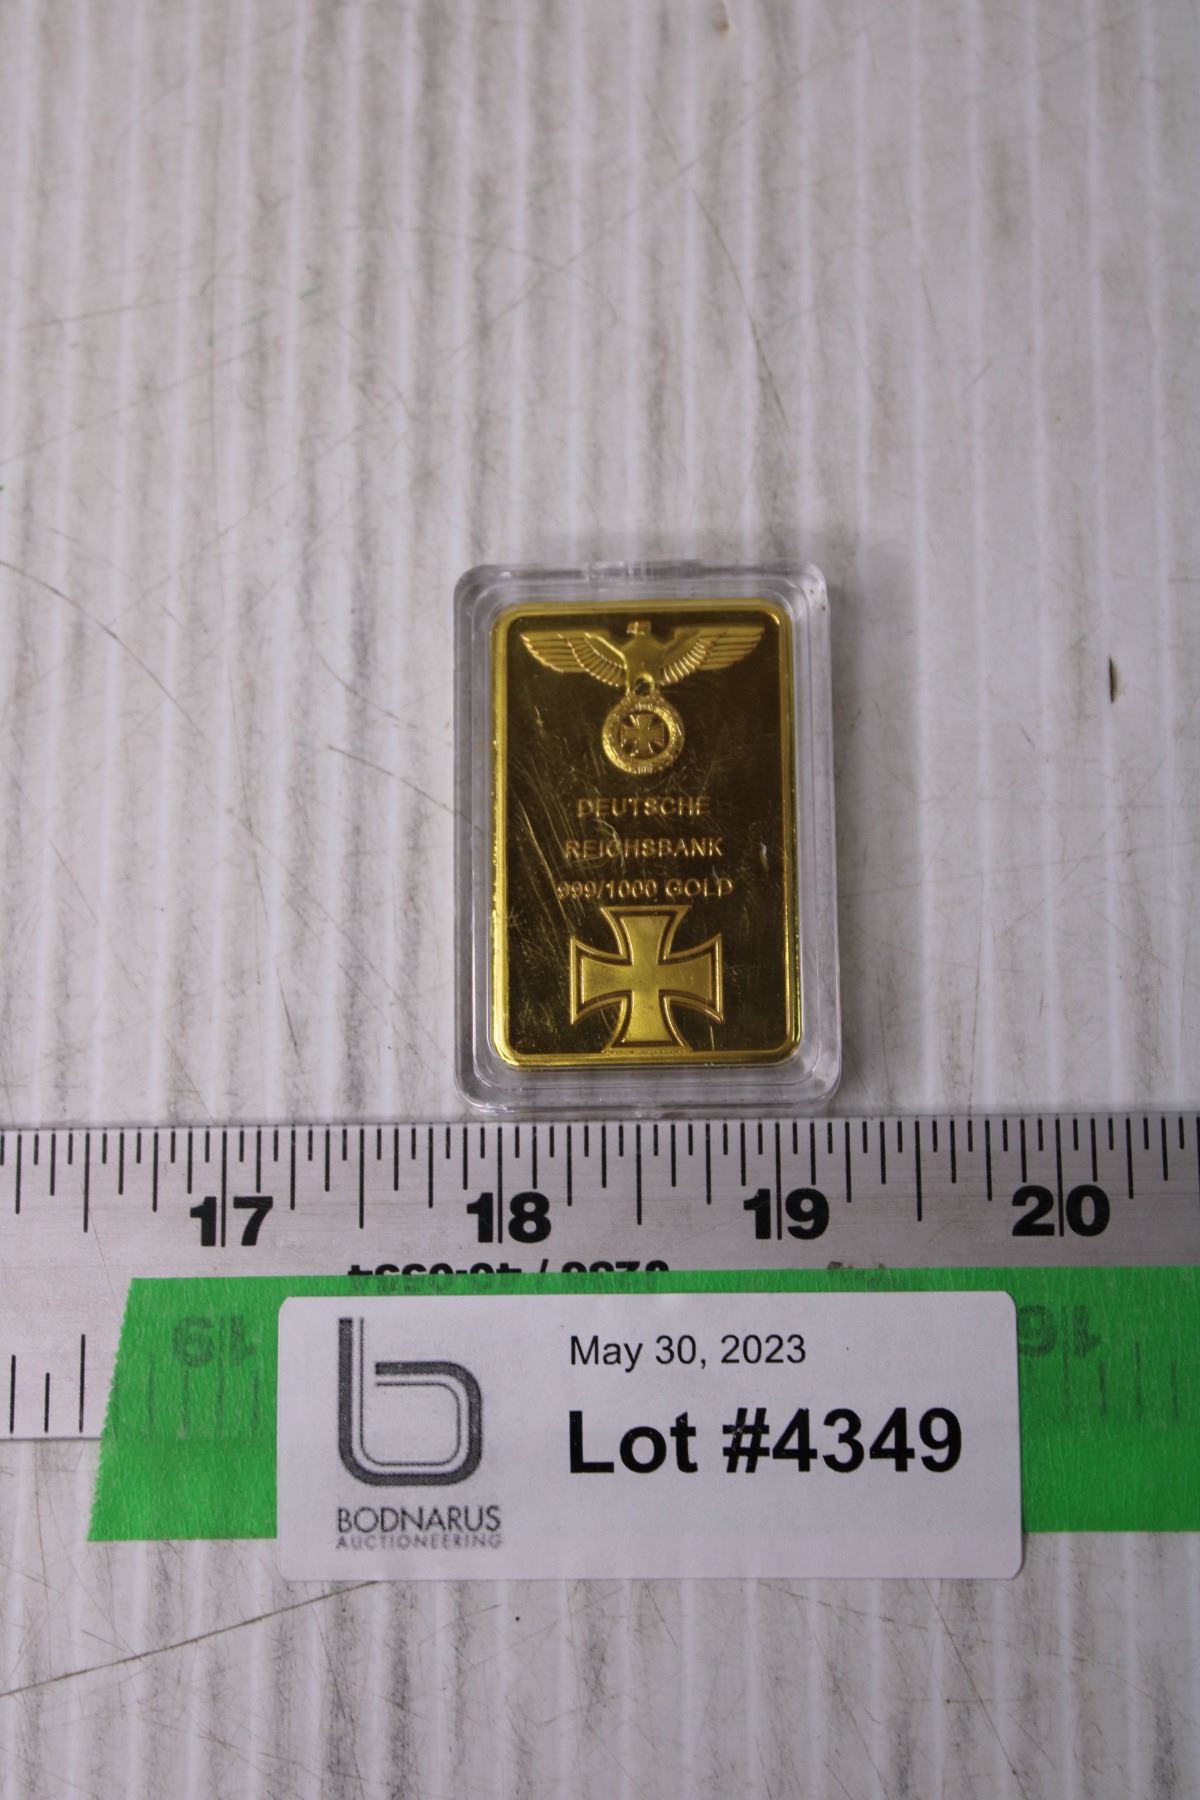 DEUTSCHE
REICHSBANK
999/1000 GOLD
17 18 19 20
May 30, 2023
Lot #4349
BODNARUS
AUCTIONEERING